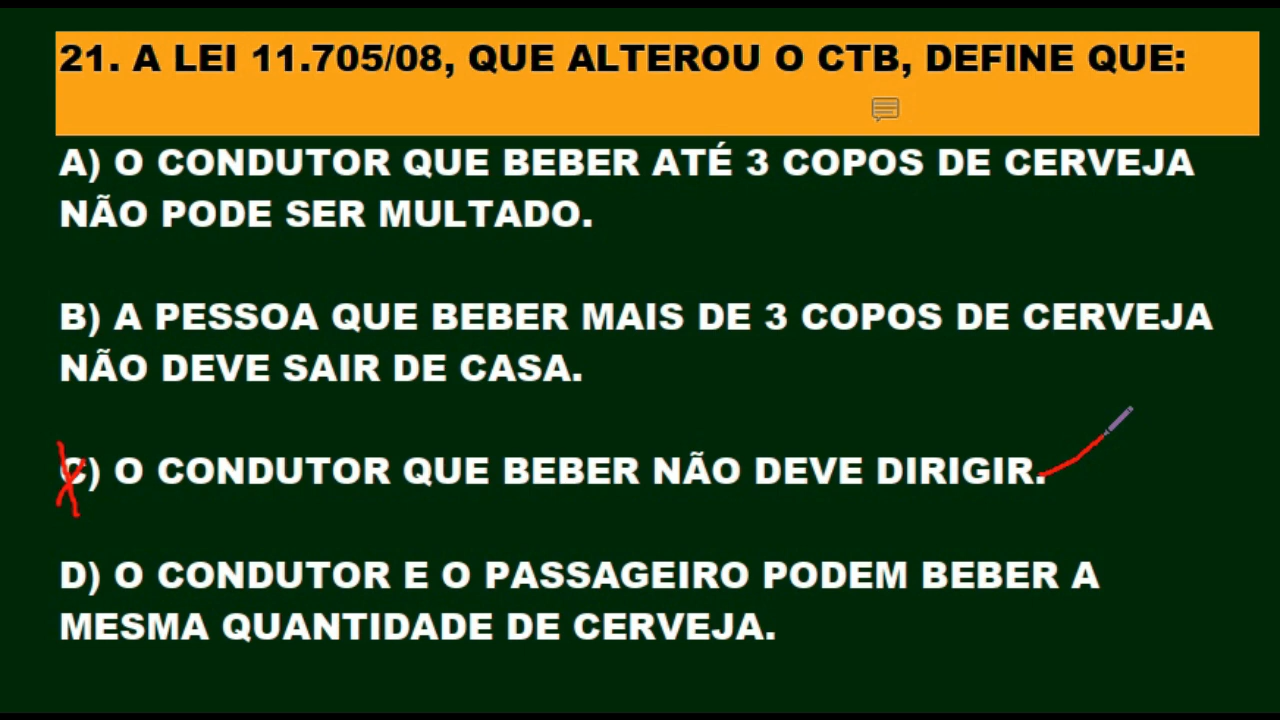 21. A LEI 11.705/08, QUE ALTEROU O CTB, DEFINE QUE:
A) O CONDUTOR QUE BEBER ATÉ 3 COPOS DE CERVEJA
NÃO PODE SER MULTADO.
B) A PESSOA QUE BEBER MAIS DE 3 COPOS DE CERVEJA
NÃO DEVE SAIR DE CASA.
C) O CONDUTOR QUE BEBER NÃO DEVE DIRIGIR.
D) O CONDUTOR E O PASSAGEIRO PODEM BEBER A
MESMA QUANTIDADE DE CERVEJA.